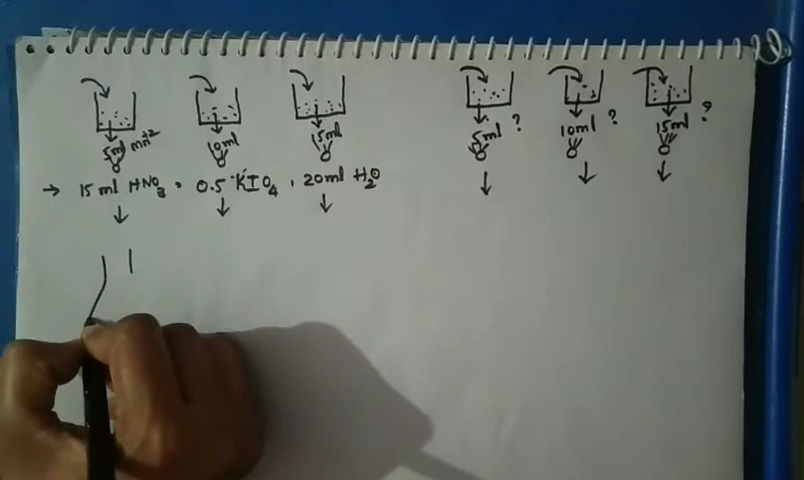 5ml mn+2 10ml 15ml 5ml ? 10ml ? 15ml ?
→ 15 ml HNO3, 0.5 KIO4, 20ml H2O